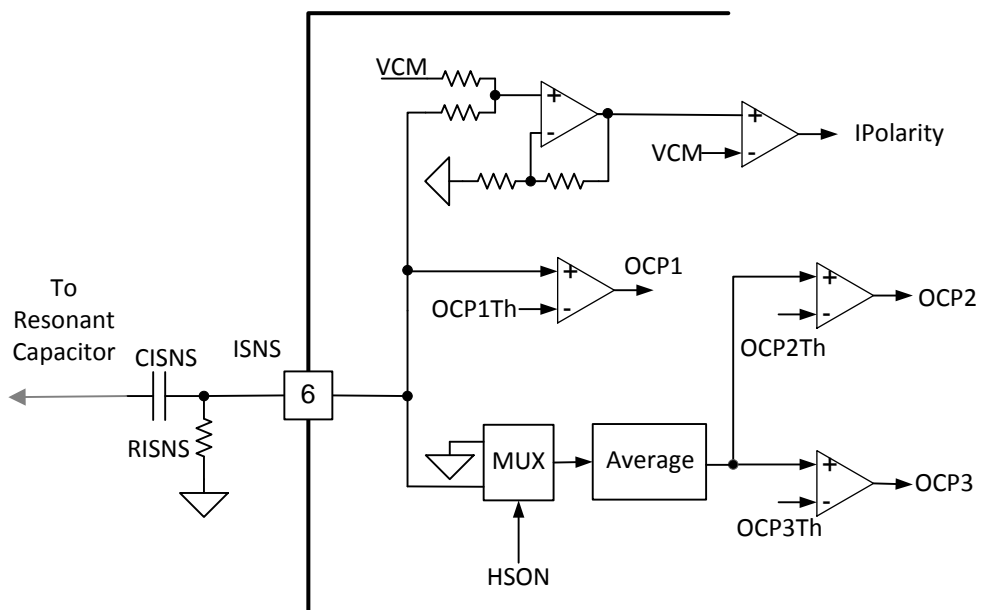 VCM
+
-
+
VCM
-
IPolarity
To
Resonant
Capacitor
CISNS
RISNS
ISNS
6
+
OCP1
OCP1Th
-
+
OCP2
-
OCP2Th
MUX
Average
HSON
+
OCP3
-
OCP3Th